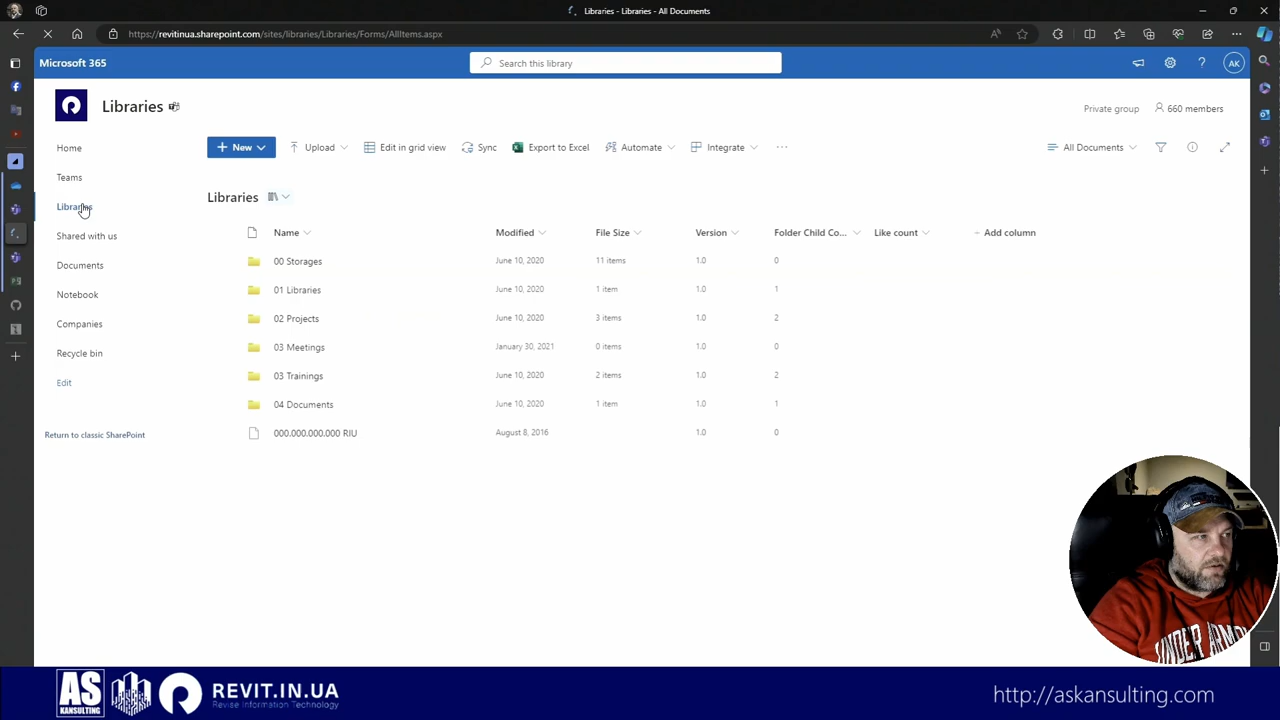 Libraries - Libraries - All Documents
https://revitinua.sharepoint.com/sites/libraries/Libraries/Forms/AllItems.aspx
Microsoft 365
Search this library
AK
Libraries
Private group
660 members
Home
Teams
Libraries
Shared with us
Documents
Notebook
Companies
Recycle bin
Edit
Return to classic SharePoint
New
Upload
Edit in grid view
Sync
Export to Excel
Automate
Integrate
All Documents
Libraries
Name Modified File Size Version Folder Child Co... Like count + Add column
00 Storages June 10, 2020 11 items 1.0 0
01 Libraries June 10, 2020 1 item 1.0 1
02 Projects June 10, 2020 3 items 1.0 2
03 Meetings January 30, 2021 0 items 1.0 0
03 Trainings June 10, 2020 2 items 1.0 2
04 Documents June 10, 2020 1 item 1.0 1
000.000.000.000 RIU August 8, 2016 1.0 0
UNDER ARMOU
AS
KANSULTING
REVIT.IN.UA
Revise Information Technology
http://askansulting.com